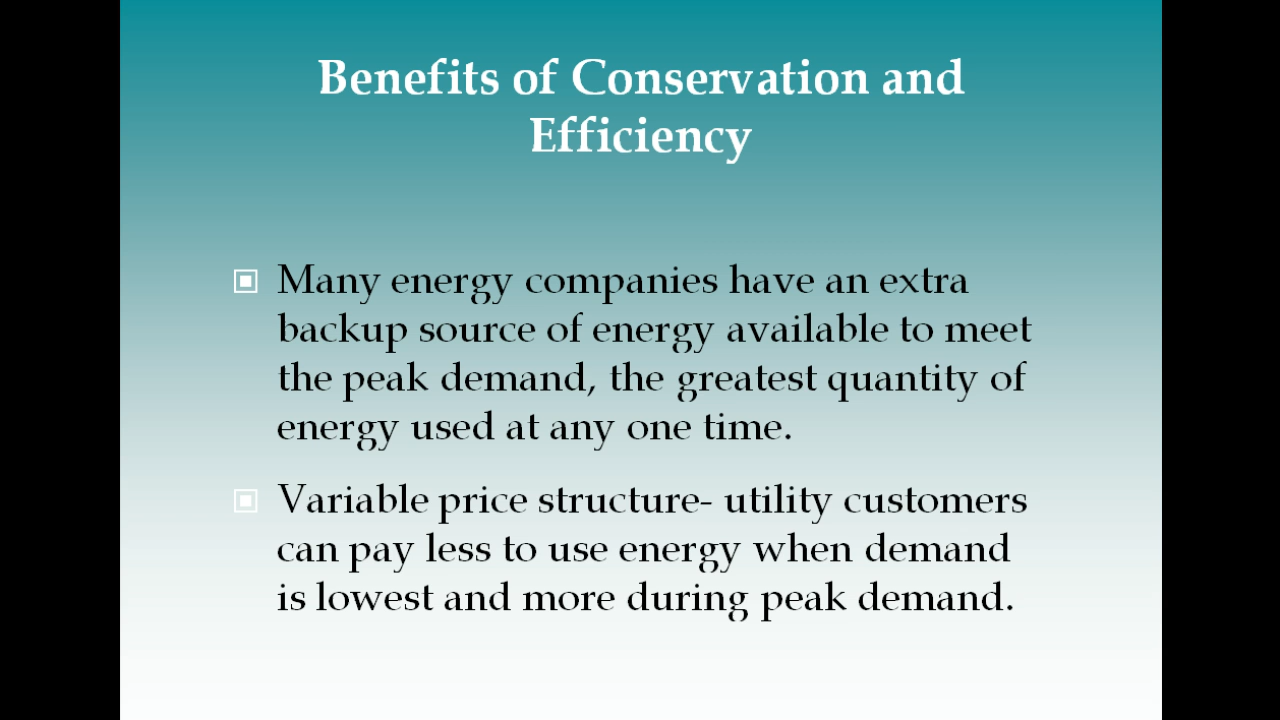 Benefits of Conservation and
Efficiency
Many energy companies have an extra
backup source of energy available to meet
the peak demand, the greatest quantity of
energy used at any one time.
Variable price structure- utility customers
can pay less to use energy when demand
is lowest and more during peak demand.